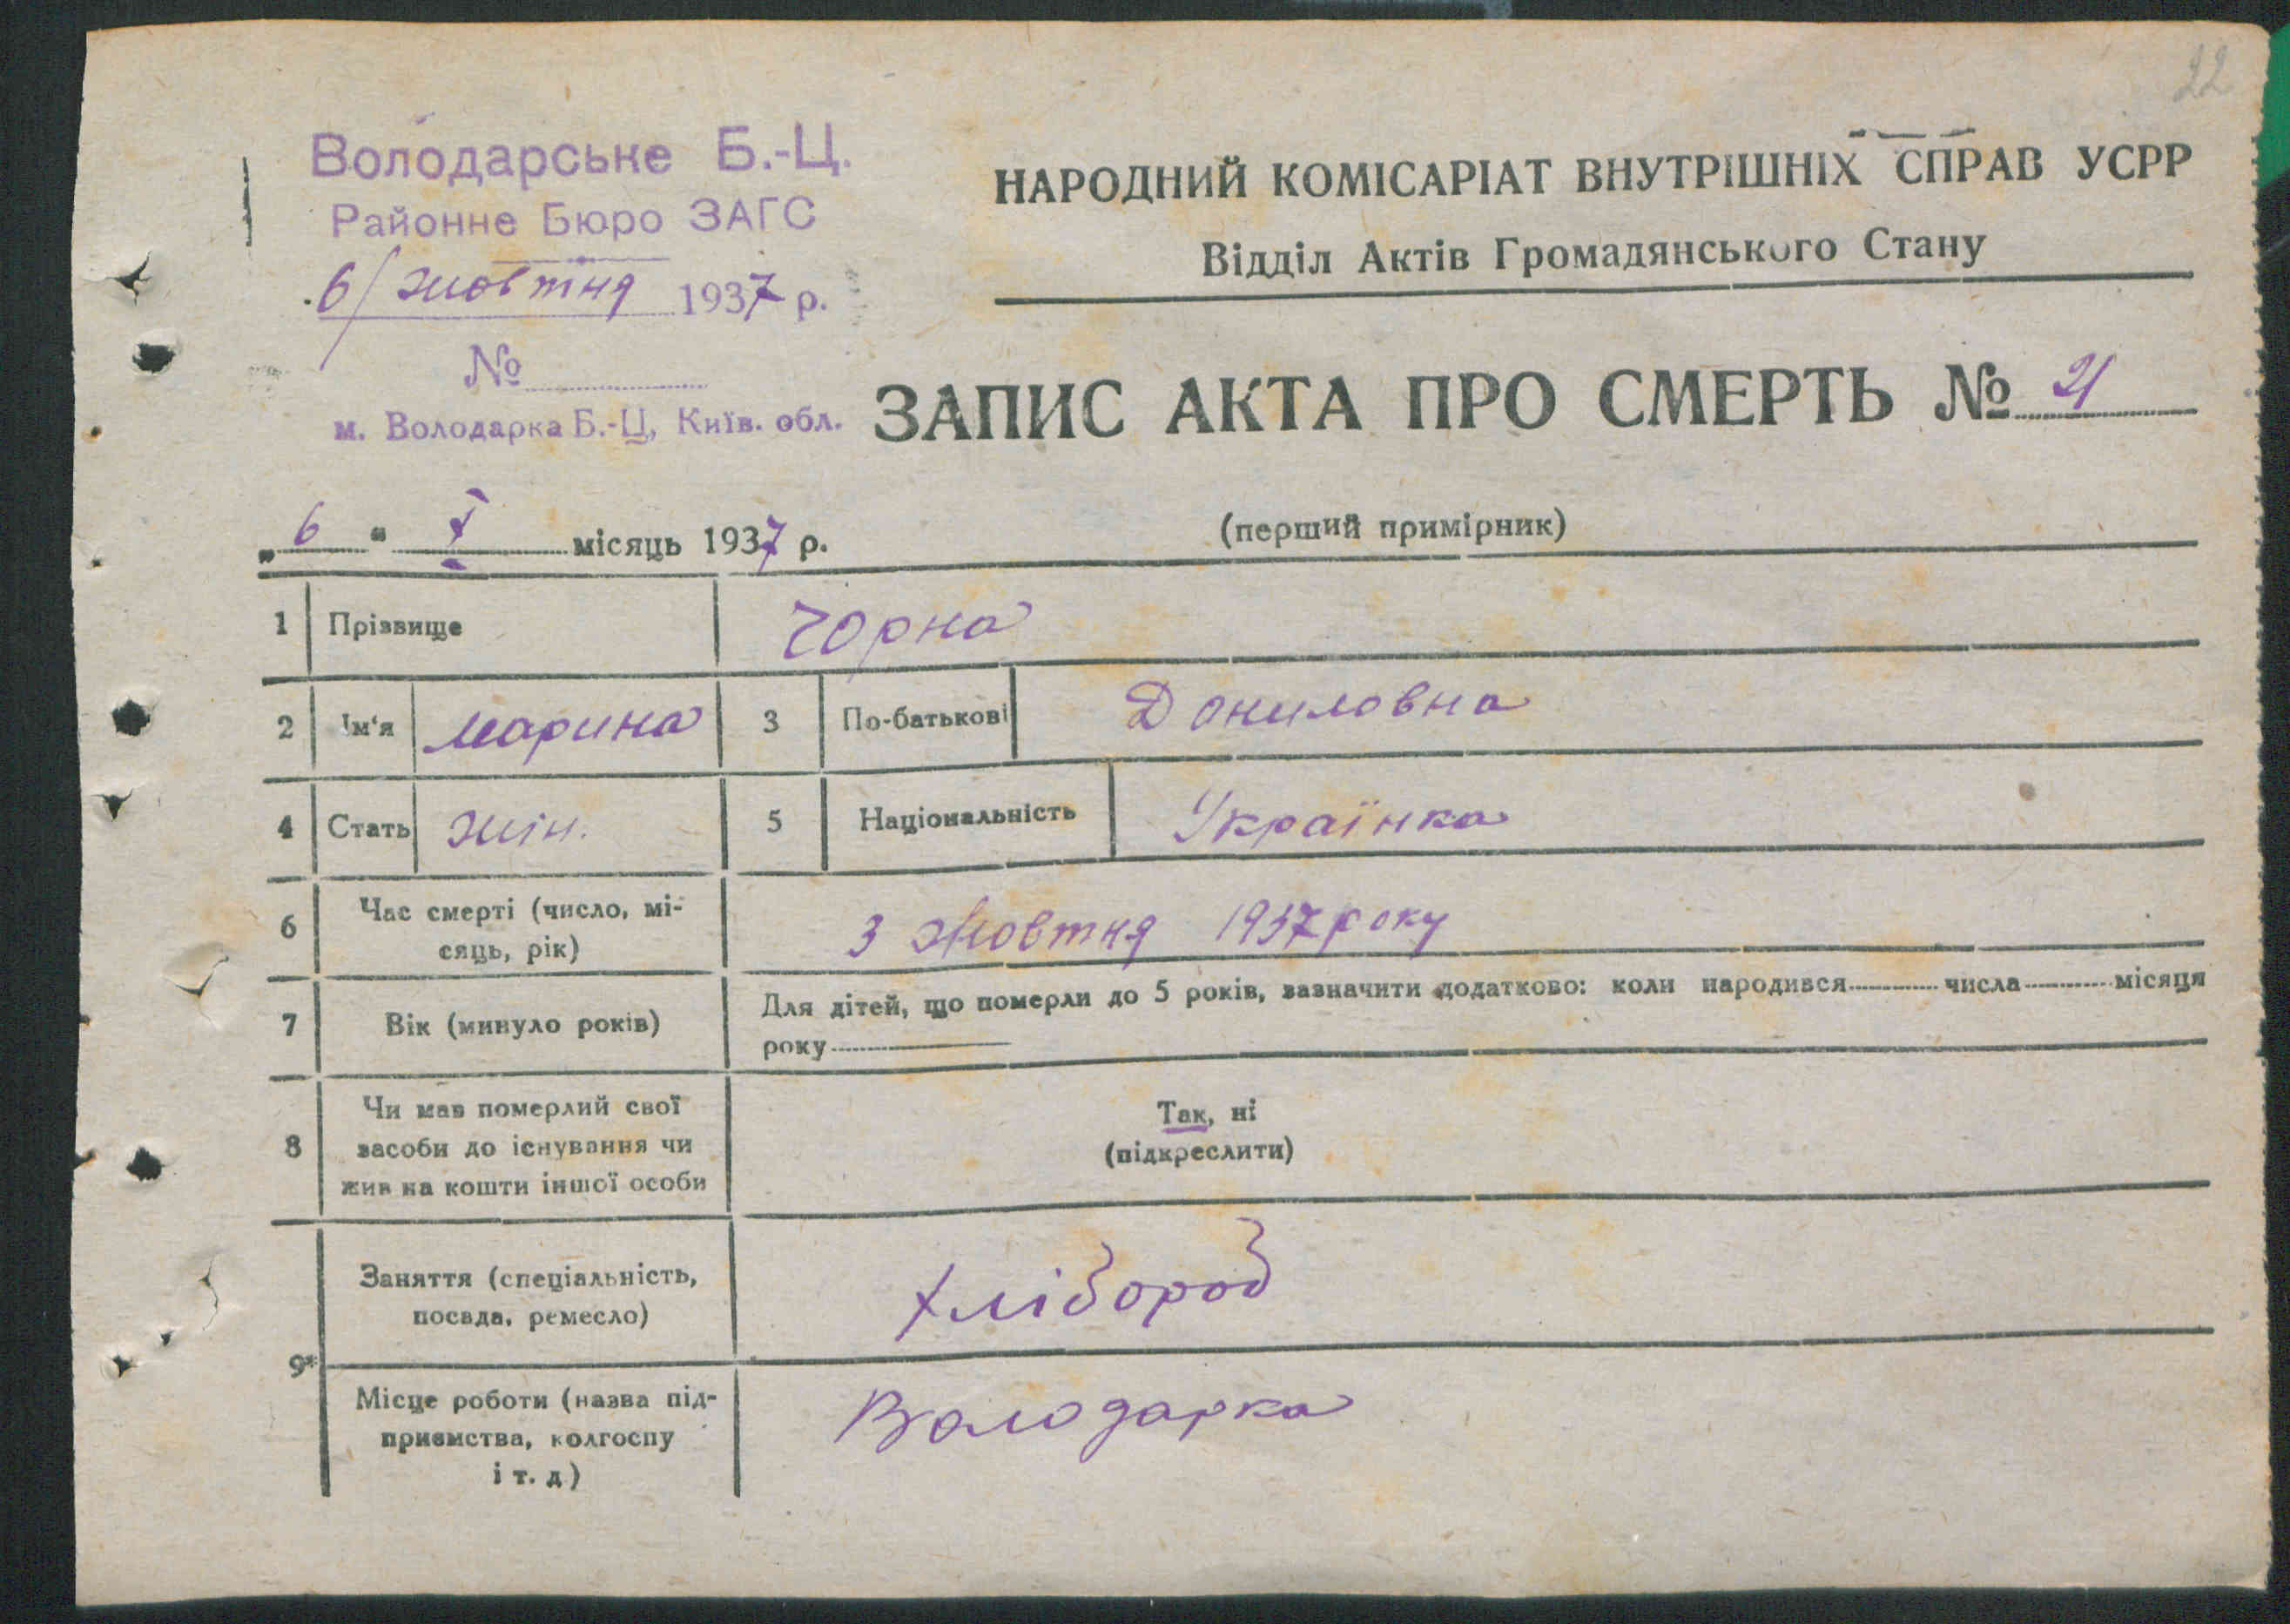 22
Володарське Б.-Ц.
Районне Бюро ЗАГС
6/ жовтня 1937 р.
№
м. Володарка Б.-Ц, Київ. обл.
НАРОДНИЙ КОМІСАРІАТ ВНУТРІШНІХ СПРАВ УСРР
Відділ Актів Громадянського Стану
ЗАПИС АКТА ПРО СМЕРТЬ № 21
„ 6 “ X місяць 1937 р.
(перший примірник)
1 Прізвище Чорна
2 Ім‘я Марина 3 По-батькові Даниловна
4 Стать жін. 5 Національність Українка
6 Час смерті (число, мі-
сяць, рік) 3 жовтня 1937 року
7 Вік (минуло років) Для дітей, що померли до 5 років, зазначити додатково: коли народився числа місяця
року
8 Чи мав померлий свої
засоби до існування чи
жив на кошти іншої особи
Так, ні
(підкреслити)
9* Заняття (спеціальність,
посада, ремесло) хлібороб
Місце роботи (назва під-
приємства, колгоспу
і т. д) Володарка